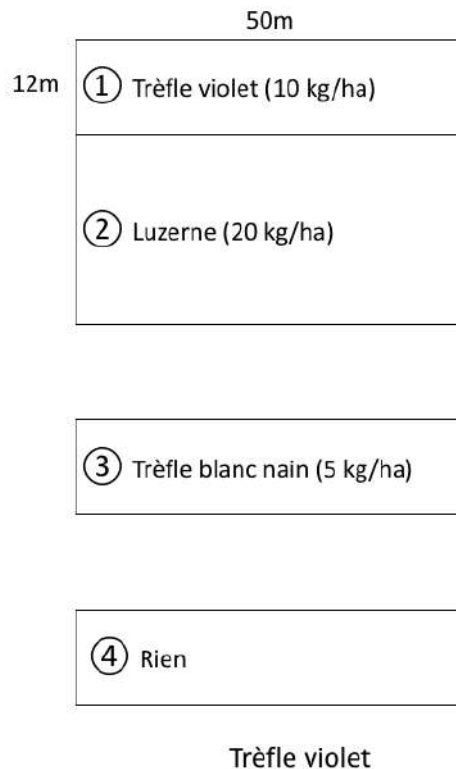 50m
12m
① Trèfle violet (10 kg/ha)
② Luzerne (20 kg/ha)
③ Trèfle blanc nain (5 kg/ha)
④ Rien
Trèfle violet